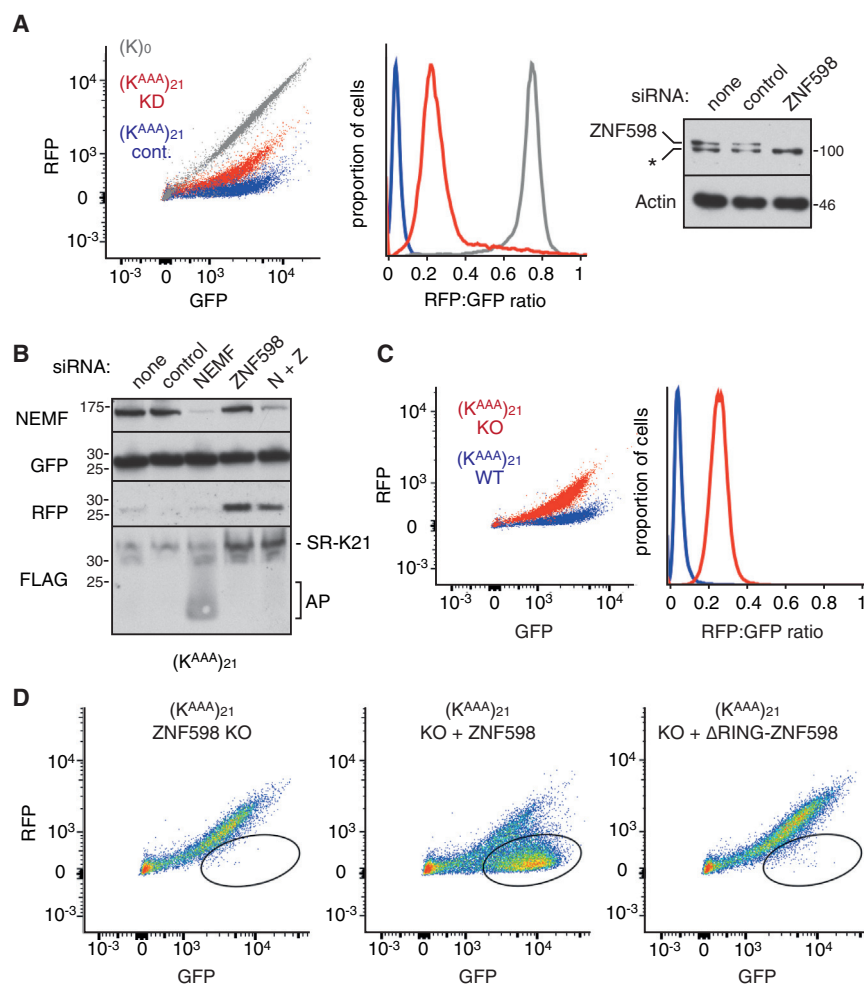 A
(K)0
(KAAA)21
KD
(KAAA)21
cont.
RFP
10^4
10^3
0
10^-3
10^-3 0 10^3 10^4
GFP
proportion of cells
0 0.2 0.4 0.6 0.8 1
RFP:GFP ratio
siRNA: none control ZNF598
ZNF598
*
-100
Actin
-46
B
siRNA: none control NEMF ZNF598 N + Z
NEMF
175-
GFP
30-
25-
RFP
30-
25-
FLAG
30-
25-
- SR-K21
AP
(KAAA)21
C
(KAAA)21
KO
(KAAA)21
WT
RFP
10^4
10^3
0
10^-3
10^-3 0 10^3 10^4
GFP
proportion of cells
0 0.2 0.4 0.6 0.8 1
RFP:GFP ratio
D
(KAAA)21
ZNF598 KO
RFP
10^4
10^3
0
10^-3
10^-3 0 10^3 10^4
GFP
(KAAA)21
KO + ZNF598
10^4
10^3
0
10^-3
10^-3 0 10^3 10^4
GFP
(KAAA)21
KO + ΔRING-ZNF598
10^4
10^3
0
10^-3
10^-3 0 10^3 10^4
GFP